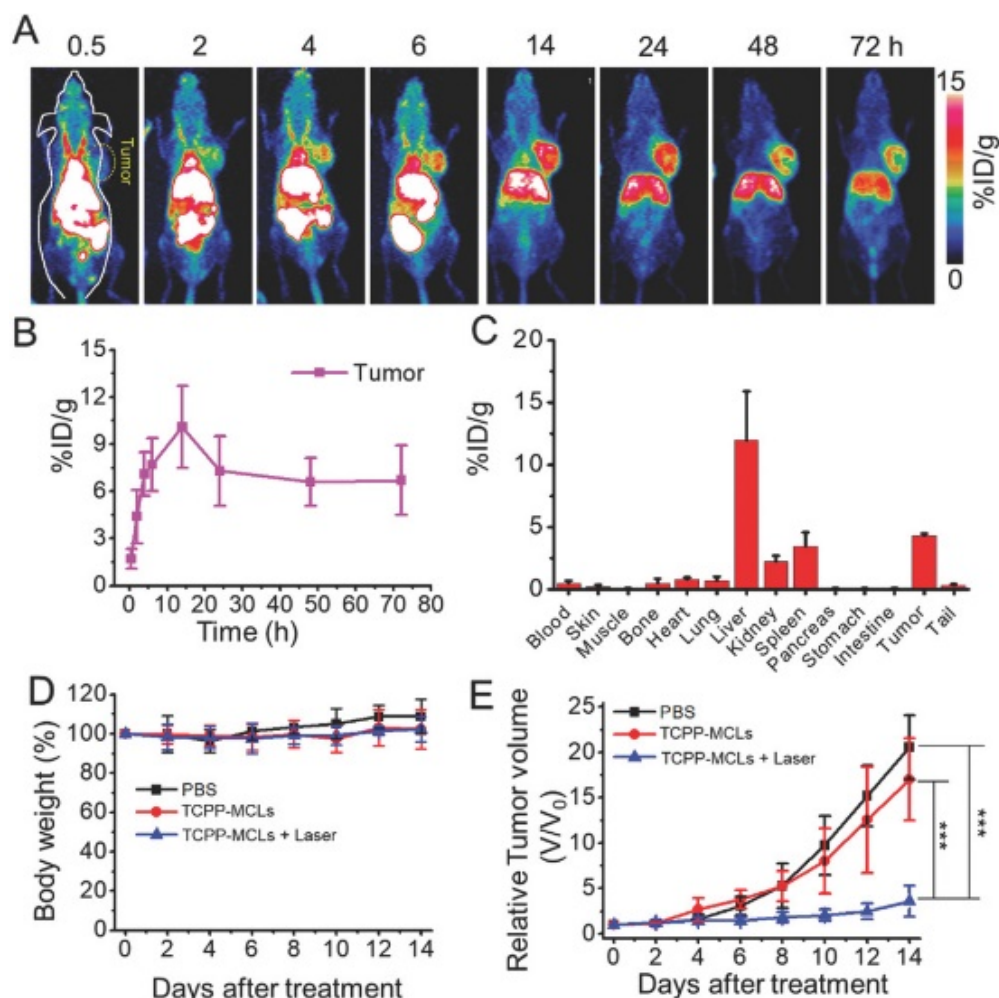 A
0.5 2 4 6 14 24 48 72 h
Tumor
15
%ID/g
0
B
15
12
9
6
3
0
%ID/g
Tumor
0 10 20 30 40 50 60 70 80
Time (h)
C
20
15
10
5
0
%ID/g
Blood
Skin
Muscle
Bone
Heart
Lung
Liver
Kidney
Spleen
Pancreas
Stomach
Intestine
Tumor
Tail
D
120
100
80
60
40
20
0
Body weight (%)
PBS
TCPP-MCLs
TCPP-MCLs + Laser
0 2 4 6 8 10 12 14
Days after treatment
E
25
20
15
10
5
0
Relative Tumor volume
(V/V0)
PBS
TCPP-MCLs
TCPP-MCLs + Laser
***
***
0 2 4 6 8 10 12 14
Days after treatment